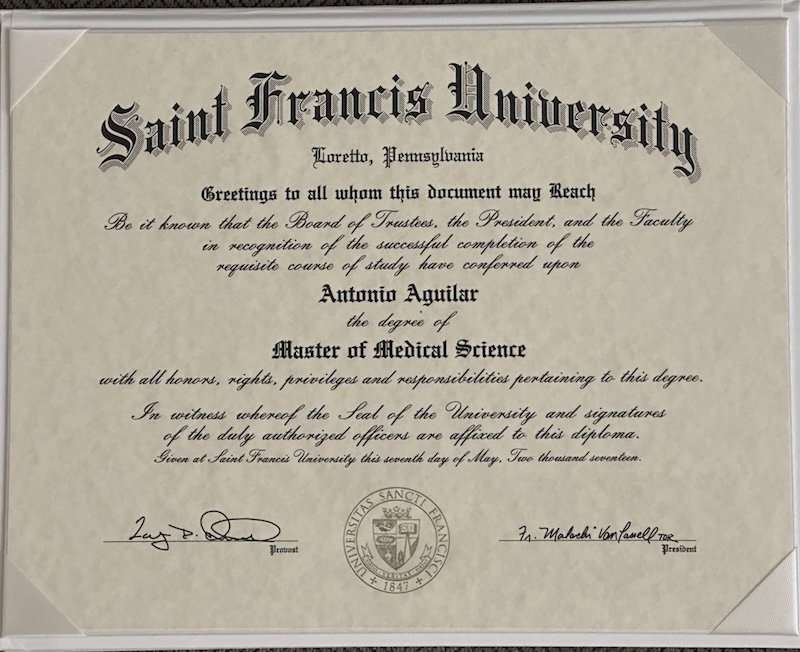 Saint Francis University
Loretto, Pennsylvania
Greetings to all whom this document may Reach
Be it known that the Board of Trustees, the President, and the Faculty
in recognition of the successful completion of the
requisite course of study have conferred upon
Antonio Aguilar
the degree of
Master of Medical Science
with all honors, rights, privileges and responsibilities pertaining to this degree.
In witness whereof the Seal of the University and signatures
of the duly authorized officers are affixed to this diploma.
Given at Saint Francis University this seventh day of May, Two thousand seventeen.
UNIVERSITAS SANCTI FRANCISCI
1847
Provost
Fr. Malachi Van Tassell TOR
President